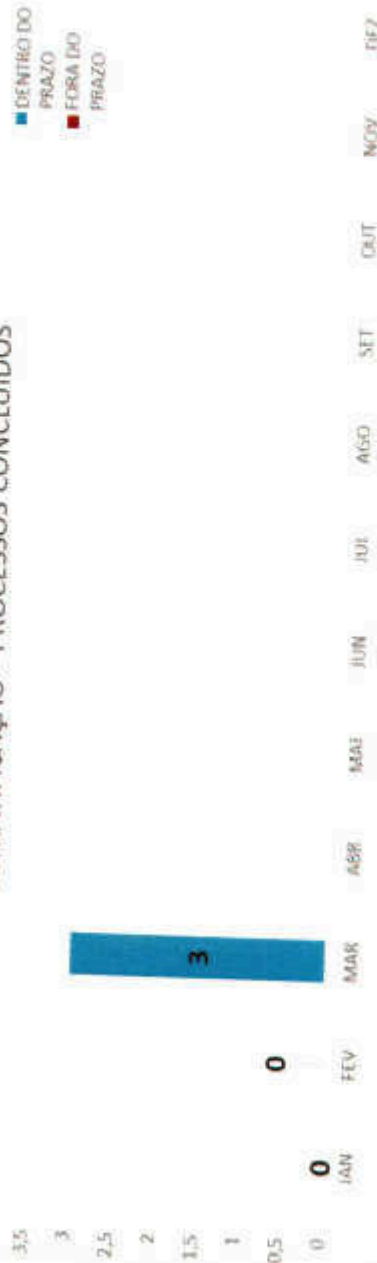 PROCESSOS CONCLUÍDOS
DENTRO DO
PRAZO
FORA DO
PRAZO
3,5
3
2,5
2
1,5
1
0,5
0
0
0
3
JAN
FEV
MAR
ABR
MAI
JUN
JUL
AGO
SET
OUT
NOV
DEZ